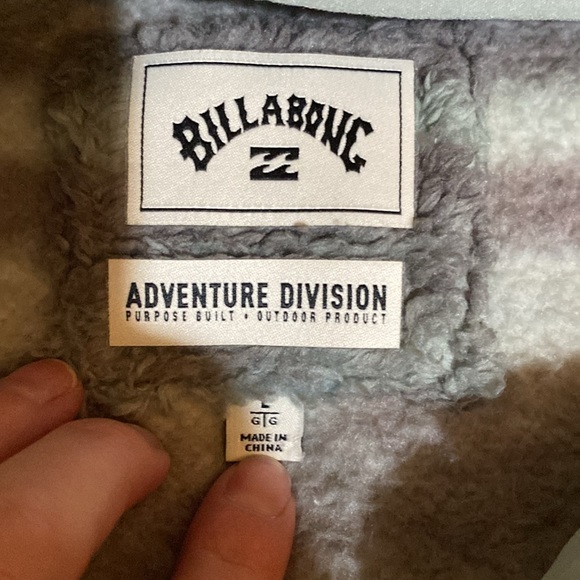 BILLABONG
ADVENTURE DIVISION
PURPOSE BUILT • OUTDOOR PRODUCT
L
G|G
MADE IN
CHINA